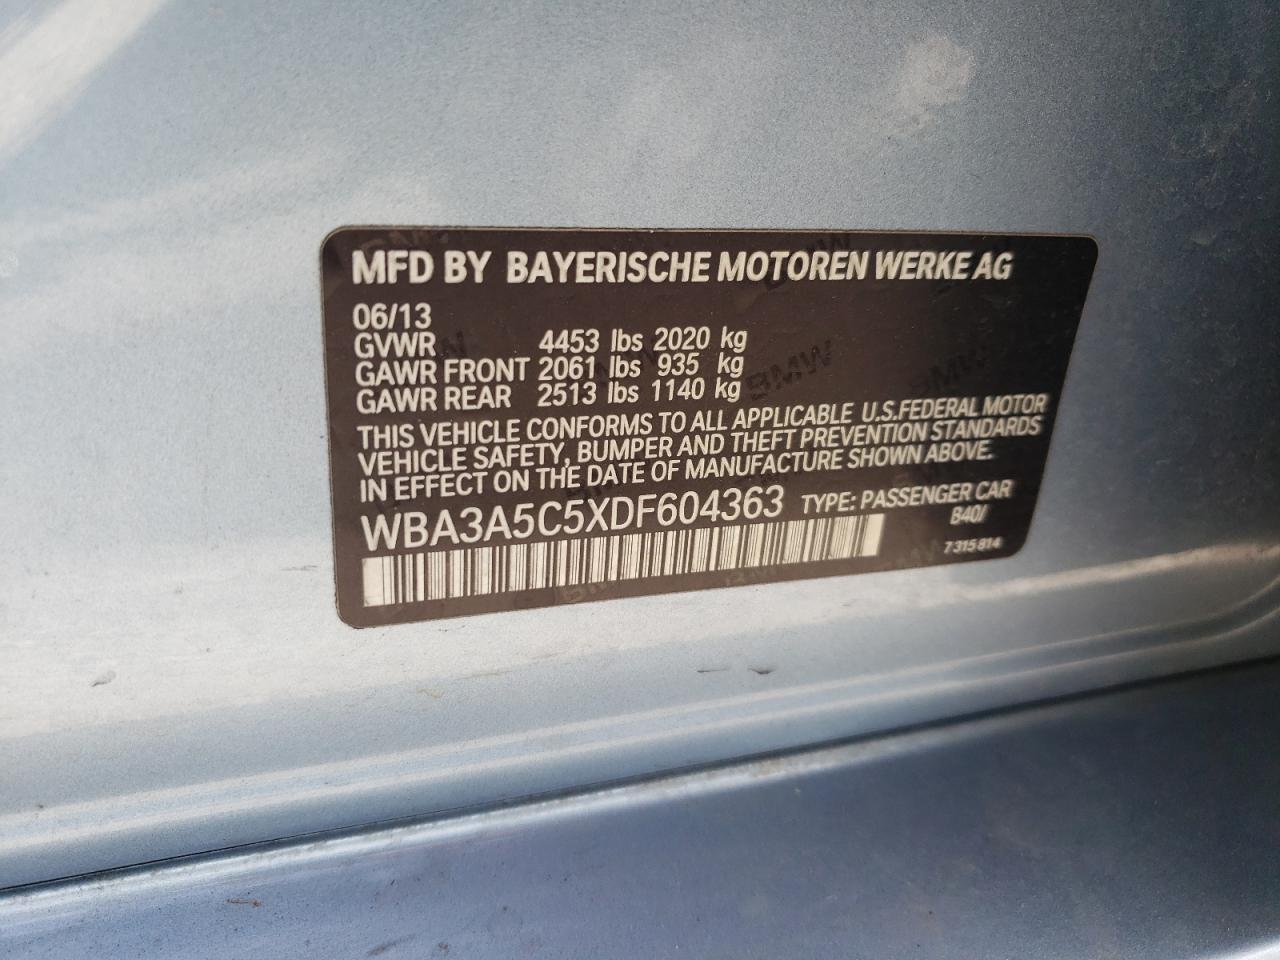 MFD BY BAYERISCHE MOTOREN WERKE AG
06/13
GVWR 4453 lbs 2020 kg
GAWR FRONT 2061 lbs 935 kg
GAWR REAR 2513 lbs 1140 kg
THIS VEHICLE CONFORMS TO ALL APPLICABLE U.S.FEDERAL MOTOR
VEHICLE SAFETY, BUMPER AND THEFT PREVENTION STANDARDS
IN EFFECT ON THE DATE OF MANUFACTURE SHOWN ABOVE.
WBA3A5C5XDF604363 TYPE: PASSENGER CAR
B40/
7315814